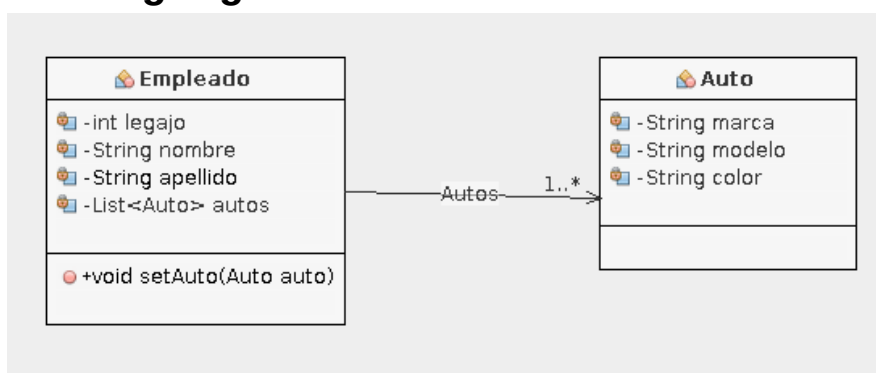 Empleado
-int legajo
-String nombre
-String apellido
-List<Auto> autos
+void setAuto(Auto auto)
Autos
1..*
Auto
-String marca
-String modelo
-String color